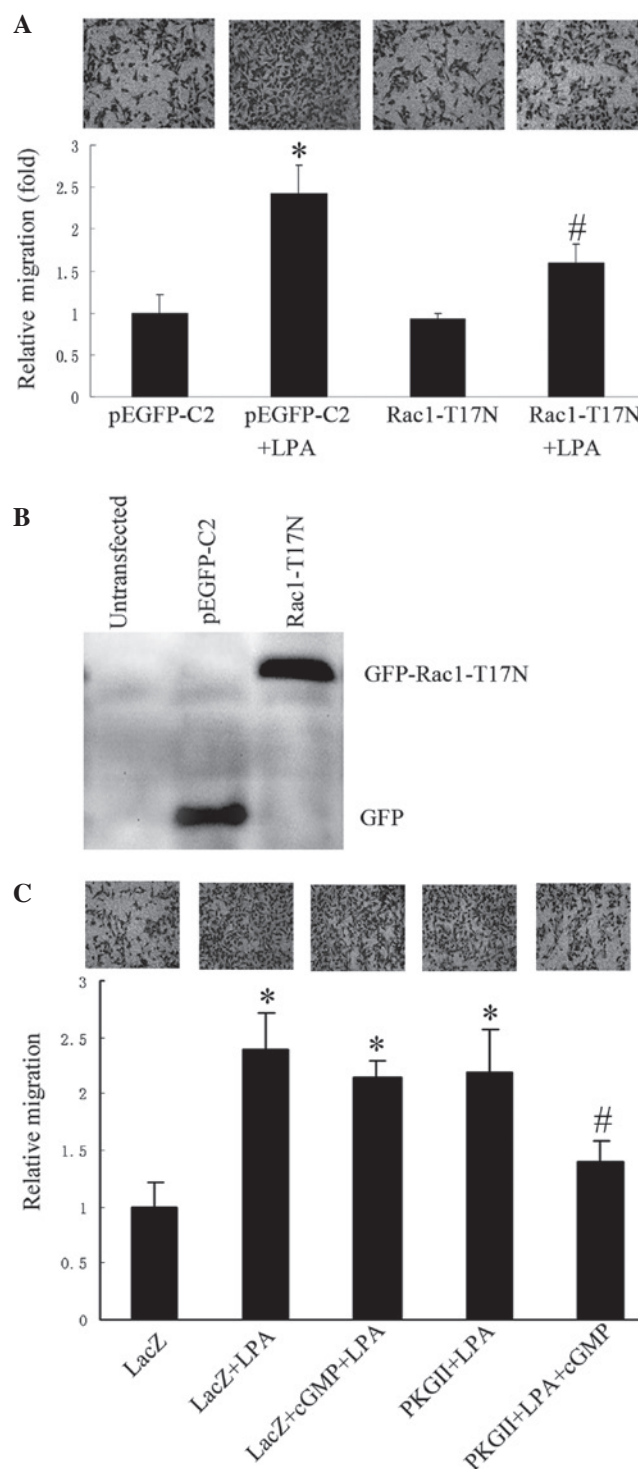 A
Relative migration (fold)
3
2.5
2
1.5
1
0.5
0
*
#
pEGFP-C2
pEGFP-C2
+LPA
Rac1-T17N
Rac1-T17N
+LPA
B
Untransfected
pEGFP-C2
Rac1-T17N
GFP-Rac1-T17N
GFP
C
Relative migration
3
2.5
2
1.5
1
0.5
0
*
*
*
#
LacZ
LacZ+LPA
LacZ+cGMP+LPA
PKGII+LPA
PKGII+LPA+cGMP